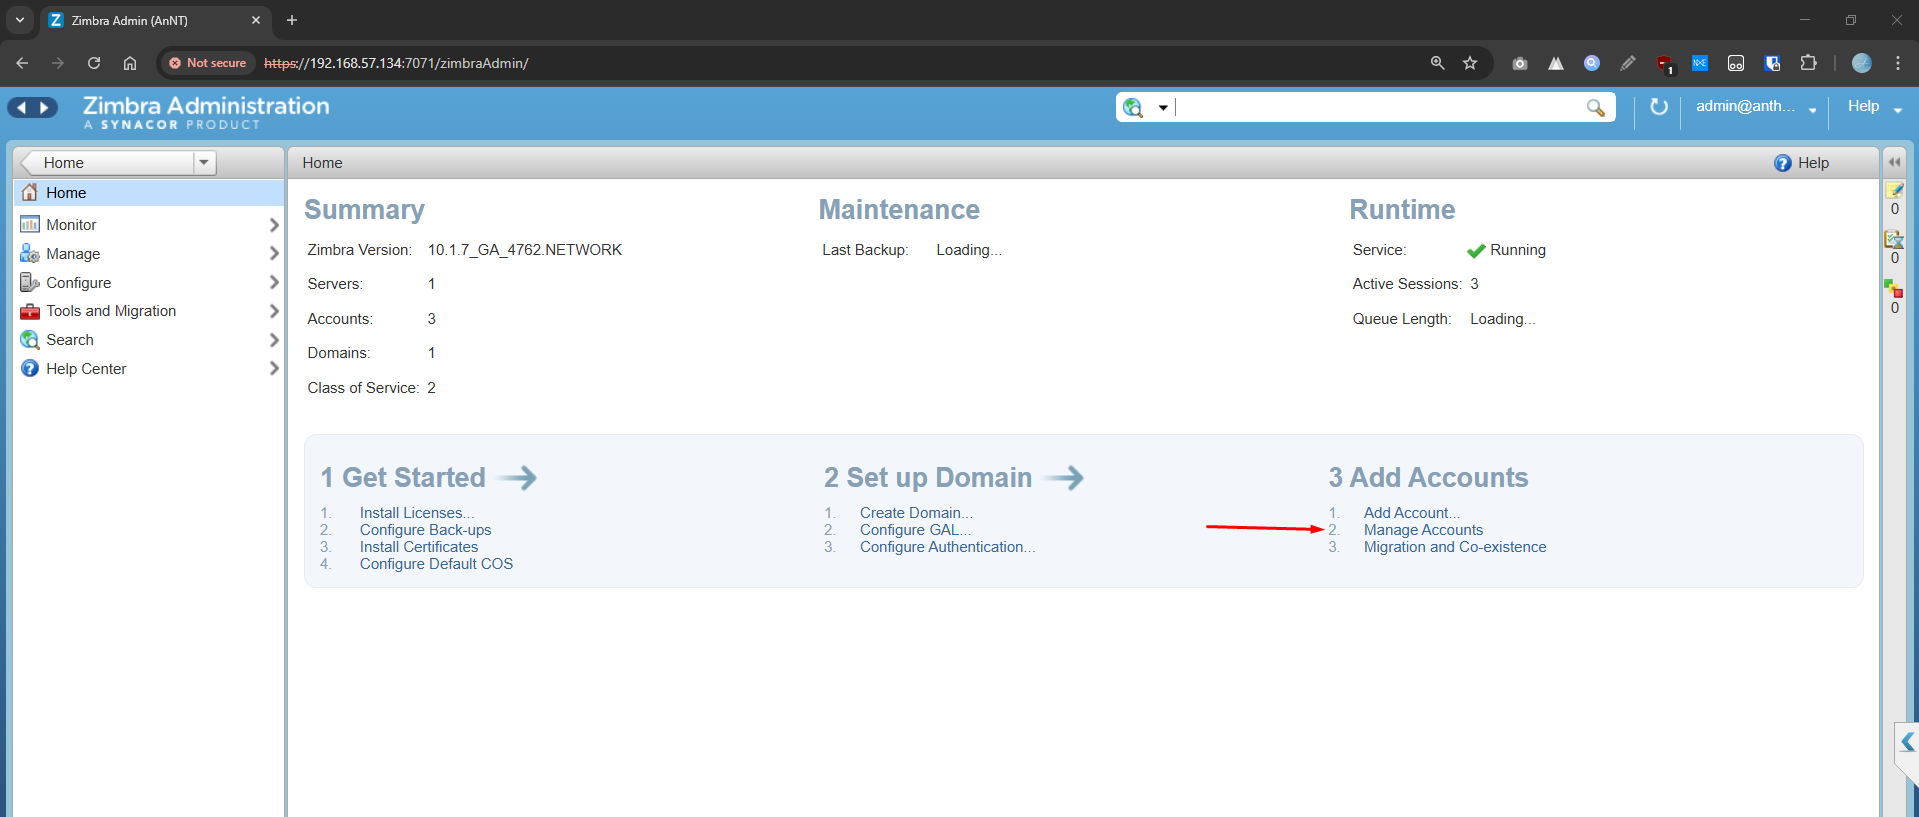 Zimbra Admin (AnNT)
Not secure
https://192.168.57.134:7071/zimbraAdmin/
1
Zimbra Administration
A SYNACOR PRODUCT
admin@anth...
Help
Home
Home
Monitor
Manage
Configure
Tools and Migration
Search
Help Center
Home
Help
Summary
Zimbra Version: 10.1.7_GA_4762.NETWORK
Servers: 1
Accounts: 3
Domains: 1
Class of Service: 2
Maintenance
Last Backup: Loading...
Runtime
Service: Running
Active Sessions: 3
Queue Length: Loading...
1 Get Started
1. Install Licenses...
2. Configure Back-ups
3. Install Certificates
4. Configure Default COS
2 Set up Domain
1. Create Domain...
2. Configure GAL...
3. Configure Authentication...
3 Add Accounts
1. Add Account...
2. Manage Accounts
3. Migration and Co-existence
0
0
0